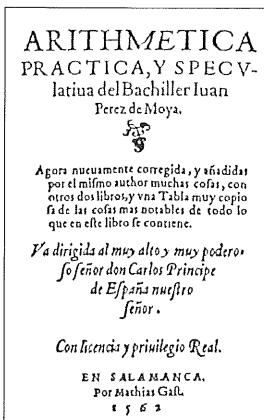 ARITHMETICA
PRACTICA, Y SPECV-
latiua del Bachiller Iuan
Perez de Moya.
Agora nueuamente corregida, y añadidas
por el mismo author muchas cosas, con
otros dos libros, y vna Tabla muy copio
sa de las cosas mas notables de todo lo
que en este libro se contiene.
Va dirigida al muy alto y muy podero-
so señor don Carlos Principe
de España nuestro
señor.
Con licencia y priuilegio Real.
EN SALAMANCA.
Por Mathias Gast.
1562